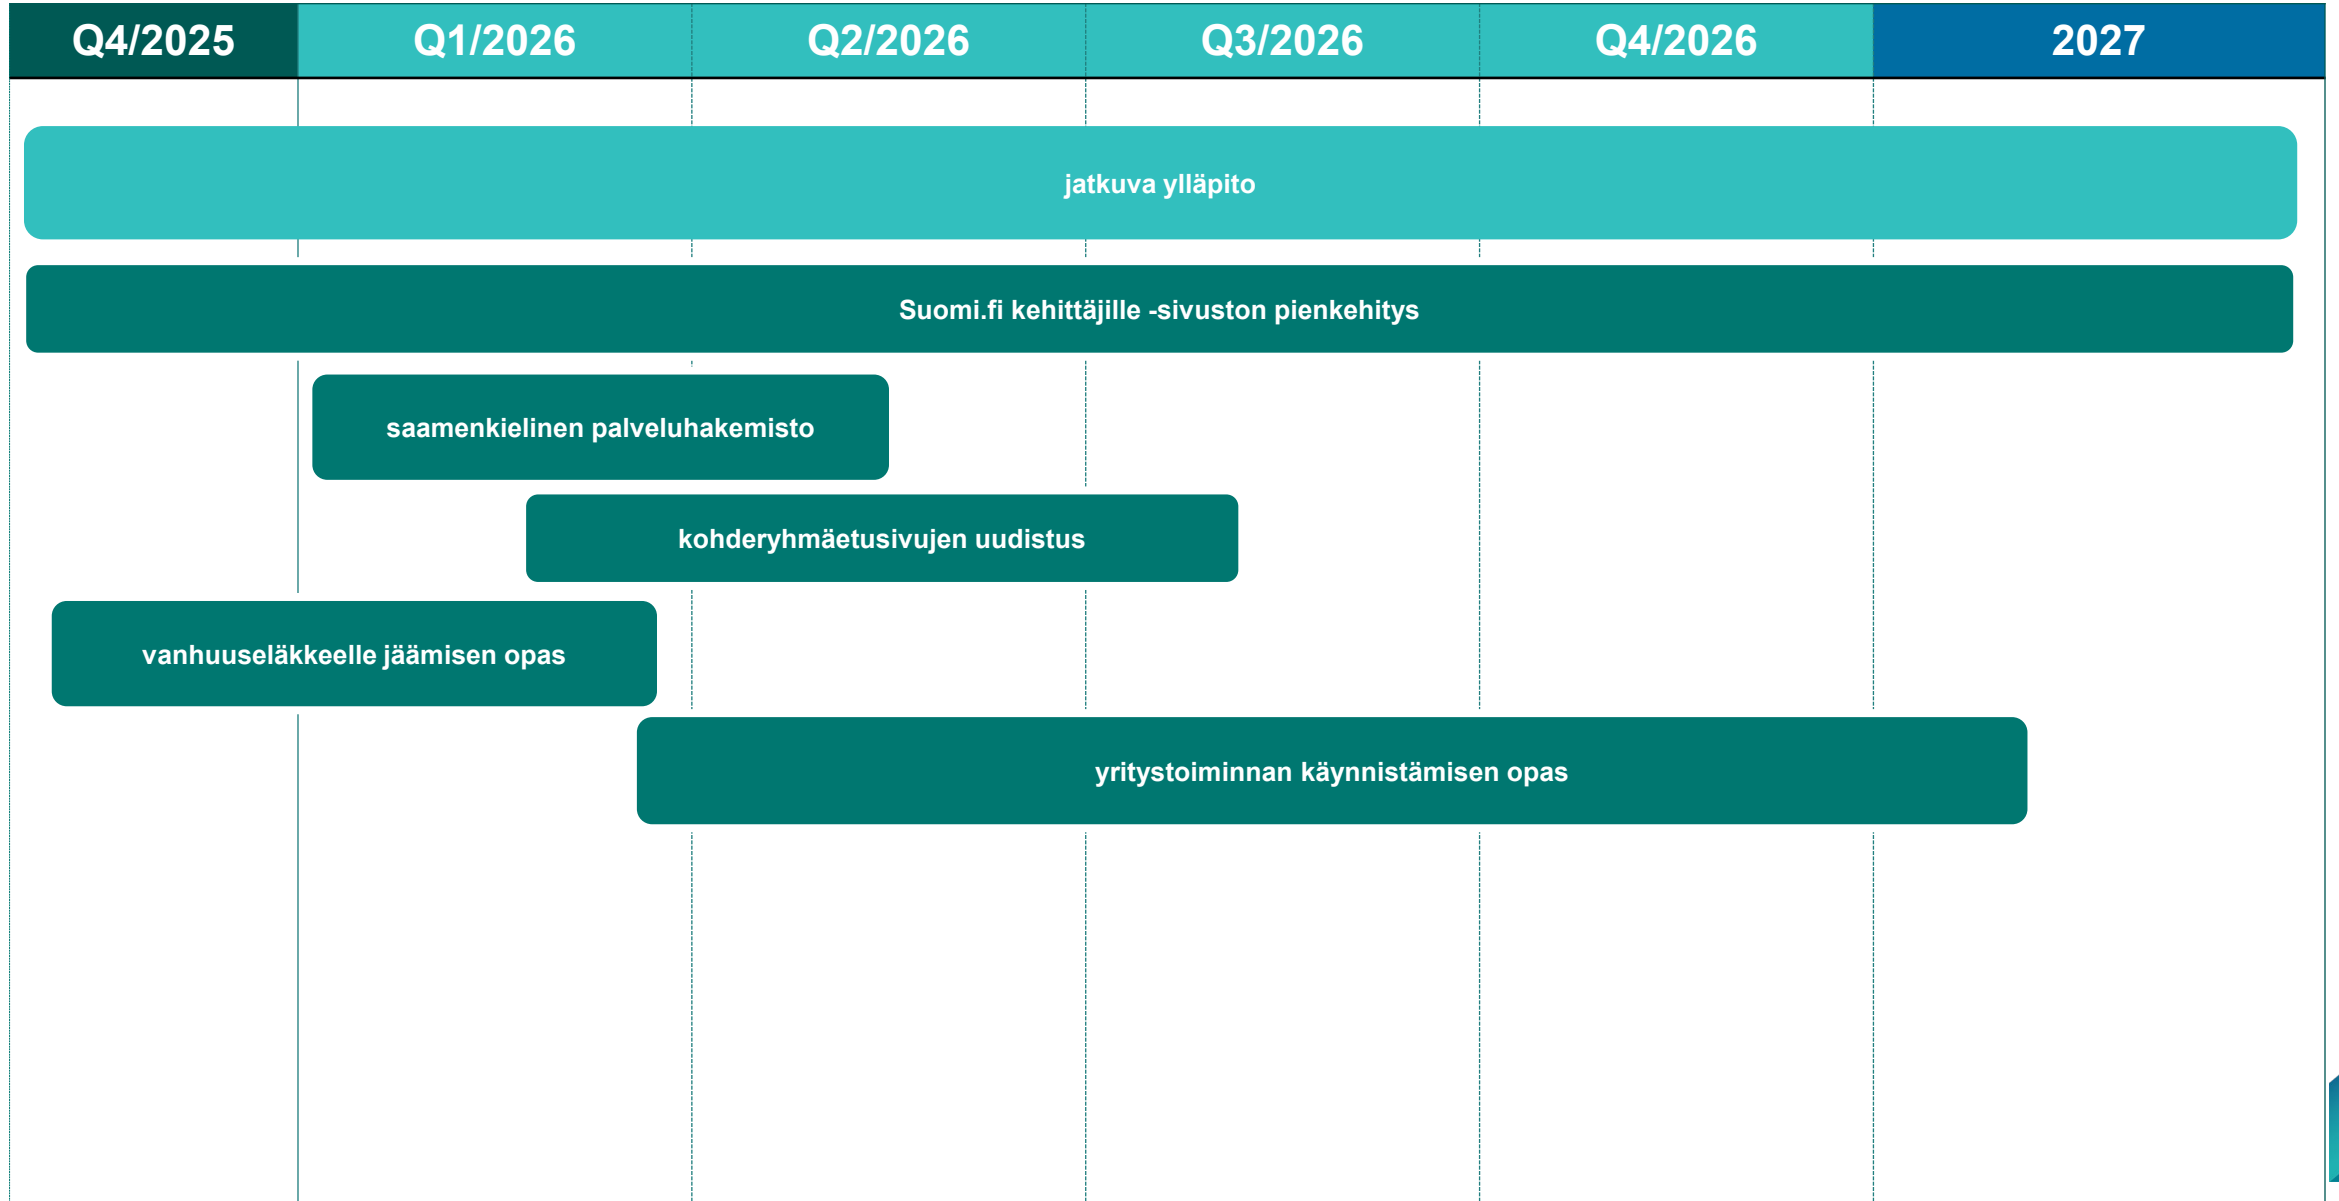 Q4/2025 Q1/2026 Q2/2026 Q3/2026 Q4/2026 2027
jatkuva ylläpito
Suomi.fi kehittäjille -sivuston pienkehitys
saamenkielinen palveluhakemisto
kohderyhmäetusivujen uudistus
vanhuuseläkkeelle jäämisen opas
yritystoiminnan käynnistämisen opas